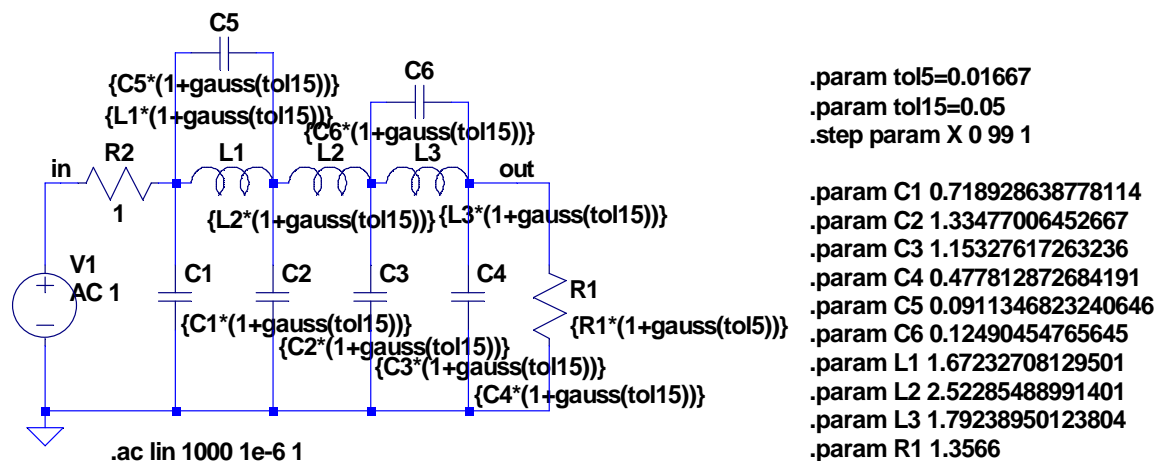 C5
{C5*(1+gauss(tol15))}
{L1*(1+gauss(tol15))}
C6
{C6*(1+gauss(tol15))}
in
R2
1
L1
L2
L3
out
{L2*(1+gauss(tol15))}
{L3*(1+gauss(tol15))}
V1
AC 1
C1
C2
C3
C4
R1
{C1*(1+gauss(tol15))}
{R1*(1+gauss(tol5))}
{C2*(1+gauss(tol15))}
{C3*(1+gauss(tol15))}
{C4*(1+gauss(tol15))}
.ac lin 1000 1e-6 1
.param tol5=0.01667
.param tol15=0.05
.step param X 0 99 1
.param C1 0.718928638778114
.param C2 1.33477006452667
.param C3 1.15327617263236
.param C4 0.477812872684191
.param C5 0.0911346823240646
.param C6 0.12490454765645
.param L1 1.67232708129501
.param L2 2.52285488991401
.param L3 1.79238950123804
.param R1 1.3566